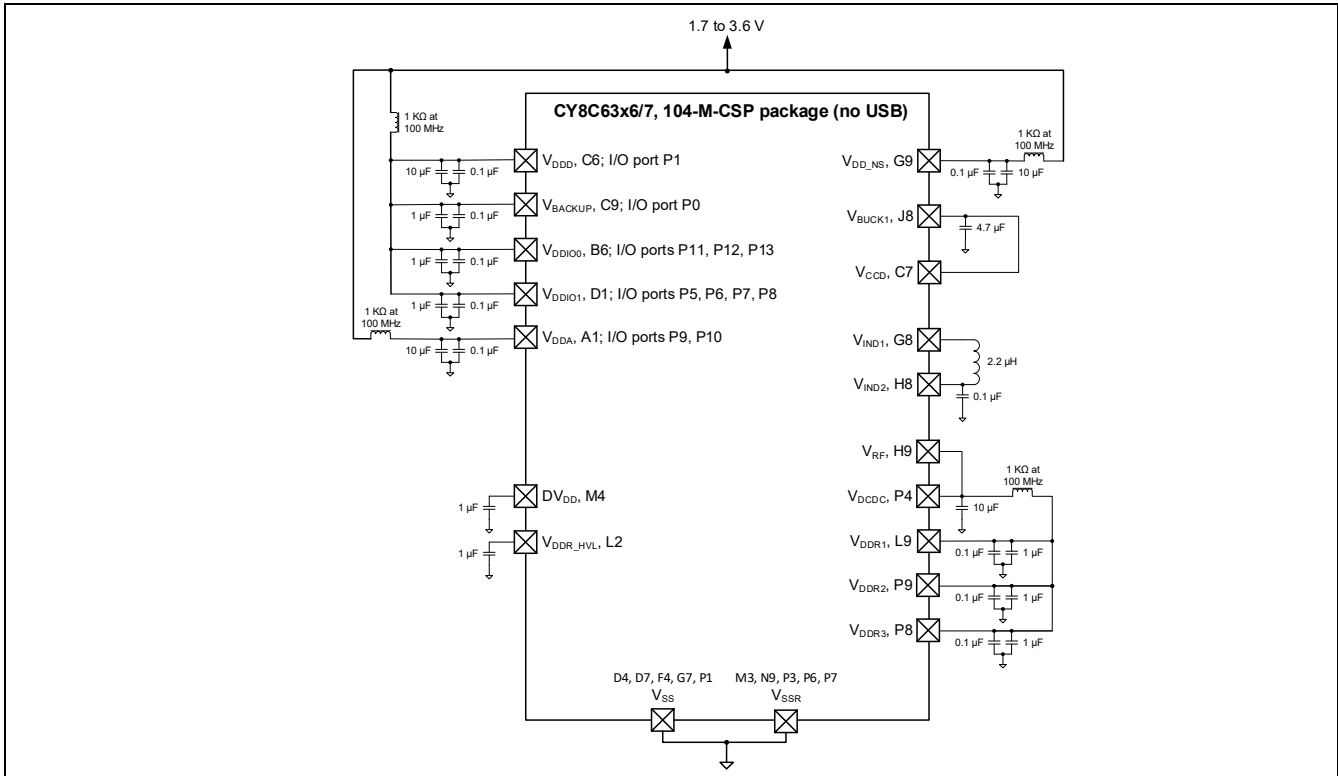 1.7 to 3.6 V
CY8C63x6/7, 104-M-CSP package (no USB)
1 KΩ at
100 MHz
10 µF
0.1 µF
VDDD, C6; I/O port P1
1 µF
0.1 µF
VBACKUP, C9; I/O port P0
1 µF
0.1 µF
VDDIO0, B6; I/O ports P11, P12, P13
1 µF
0.1 µF
VDDIO1, D1; I/O ports P5, P6, P7, P8
1 KΩ at
100 MHz
10 µF
0.1 µF
VDDA, A1; I/O ports P9, P10
1 µF
DVDD, M4
1 µF
VDDR_HVL, L2
VDD_NS, G9
1 KΩ at
100 MHz
0.1 µF
10 µF
VBUCK1, J8
4.7 µF
VCCD, C7
VIND1, G8
2.2 µH
VIND2, H8
0.1 µF
VRF, H9
1 KΩ at
100 MHz
VDCDC, P4
10 µF
VDDR1, L9
0.1 µF
1 µF
VDDR2, P9
0.1 µF
1 µF
VDDR3, P8
0.1 µF
1 µF
D4, D7, F4, G7, P1
VSS
M3, N9, P3, P6, P7
VSSR